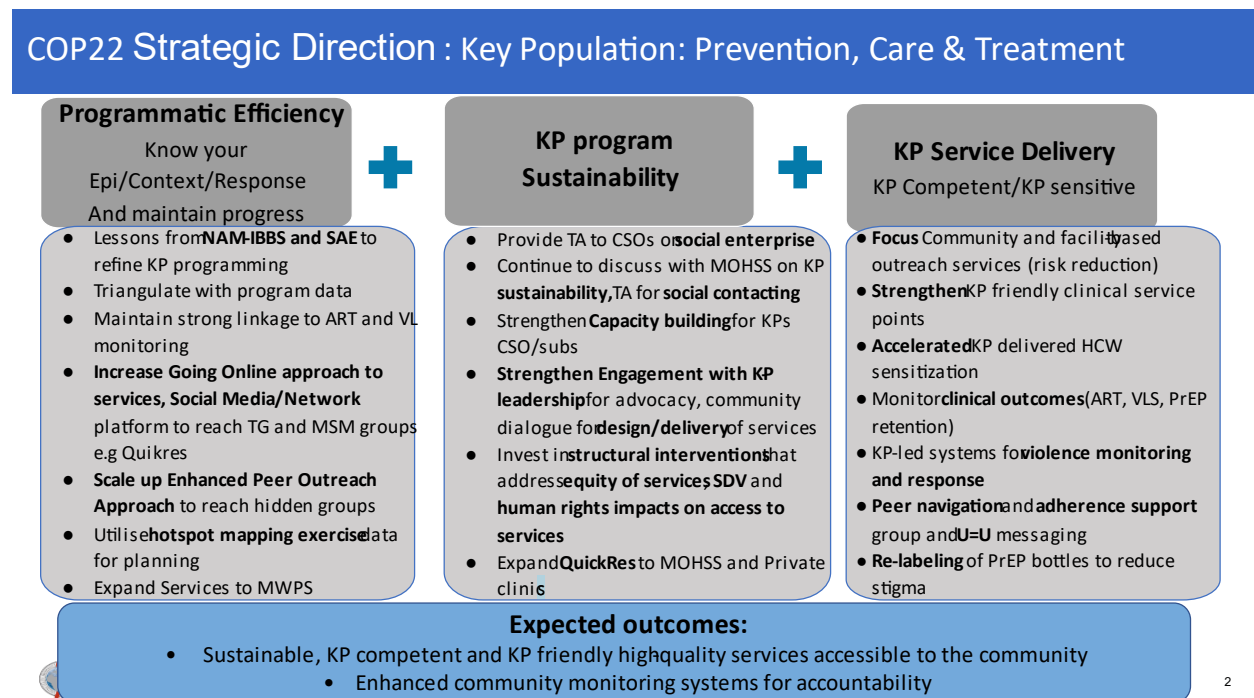 COP22 Strategic Direction : Key Population: Prevention, Care & Treatment
Programmatic Efficiency
Know your
Epi/Context/Response
And maintain progress
● Lessons from NAM-IBBS and SAE to
refine KP programming
● Triangulate with program data
● Maintain strong linkage to ART and VL
monitoring
● Increase Going Online approach to
services, Social Media/Network
platform to reach TG and MSM groups
e.g Quikres
● Scale up Enhanced Peer Outreach
Approach to reach hidden groups
● Utilise hotspot mapping exercise data
for planning
● Expand Services to MWPS
KP program
Sustainability
● Provide TA to CSOs on social enterprise
● Continue to discuss with MOHSS on KP
sustainability, TA for social contacting
● Strengthen Capacity building for KPs
CSO/subs
● Strengthen Engagement with KP
leadership for advocacy, community
dialogue for design/delivery of services
● Invest in structural interventions that
address equity of services, SDV and
human rights impacts on access to
services
● Expand QuickRes to MOHSS and Private
clinic
KP Service Delivery
KP Competent/KP sensitive
● Focus Community and facility-based
outreach services (risk reduction)
● Strengthen KP friendly clinical service
points
● Accelerated KP delivered HCW
sensitization
● Monitor clinical outcomes (ART, VLS, PrEP
retention)
● KP-led systems for violence monitoring
and response
● Peer navigation and adherence support
group and U=U messaging
● Re-labeling of PrEP bottles to reduce
stigma
Expected outcomes:
• Sustainable, KP competent and KP friendly high-quality services accessible to the community
• Enhanced community monitoring systems for accountability
2